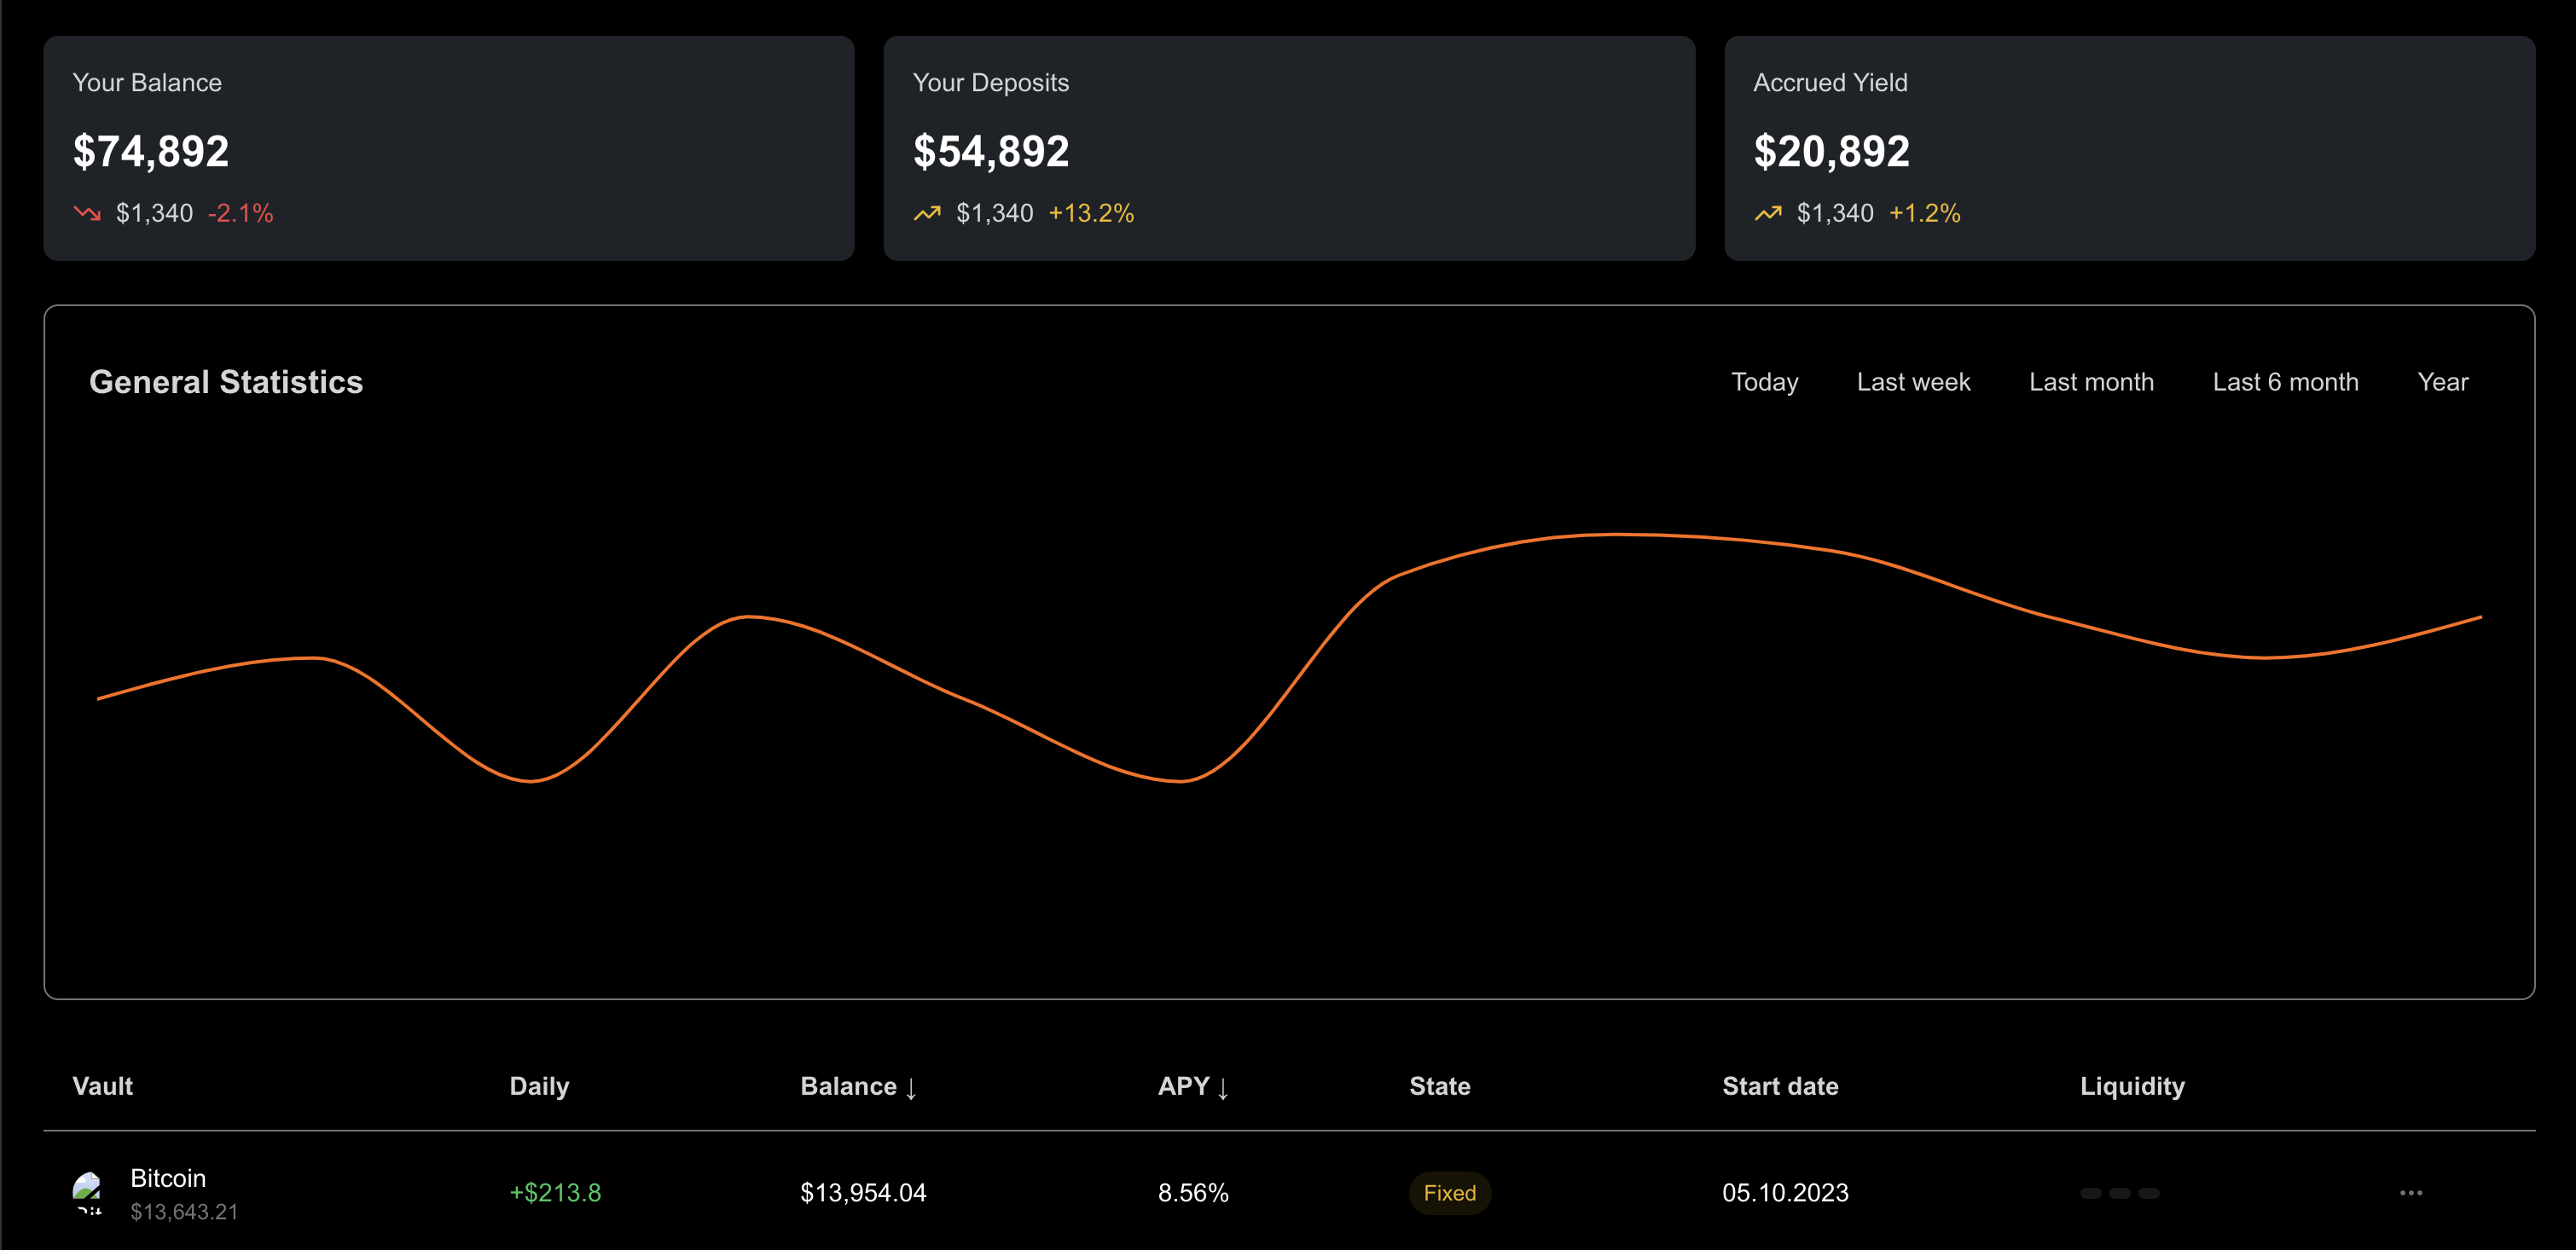 Your Balance
$74,892
$1,340 -2.1%
Your Deposits
$54,892
$1,340 +13.2%
Accrued Yield
$20,892
$1,340 +1.2%
General Statistics
Today Last week Last month Last 6 month Year
Vault Daily Balance ↓ APY ↓ State Start date Liquidity
Bitcoin
$13,643.21
+$213.8 $13,954.04 8.56% Fixed 05.10.2023